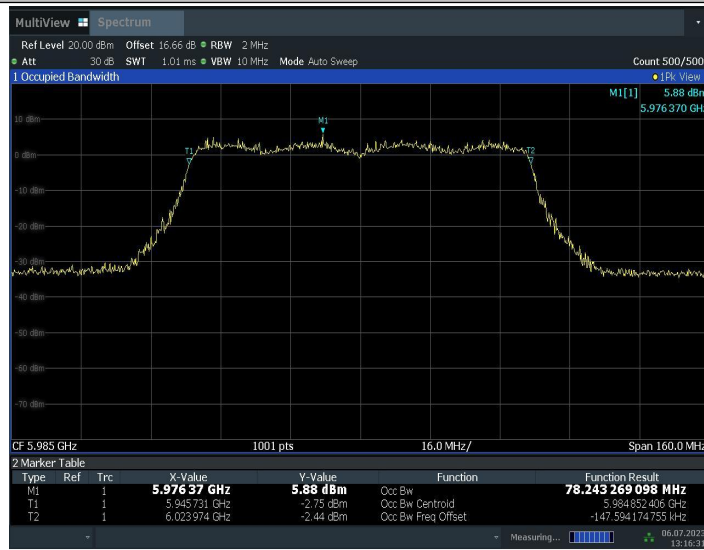 MultiView Spectrum
Ref Level 20.00 dBm Offset 16.66 dB RBW 2 MHz
Att 30 dB SWT 1.01 ms VBW 10 MHz Mode Auto Sweep Count 500/500
1 Occupied Bandwidth 1Pk View
M1[1] 5.88 dBm
5.976 370 GHz
10 dBm
M1
T1
T2
0 dBm
-10 dBm
-20 dBm
-30 dBm
-40 dBm
-50 dBm
-60 dBm
-70 dBm
CF 5.985 GHz 1001 pts 16.0 MHz/ Span 160.0 MHz
2 Marker Table
Type Ref Trc X-Value Y-Value Function Function Result
M1 1 5.976 37 GHz 5.88 dBm Occ Bw 78.243 269 098 MHz
T1 1 5.945 731 GHz -2.75 dBm Occ Bw Centroid 5.984 852 406 GHz
T2 1 6.023 974 GHz -2.44 dBm Occ Bw Freq Offset -147.594 174 755 kHz
Measuring... 06.07.2023
13:16:31